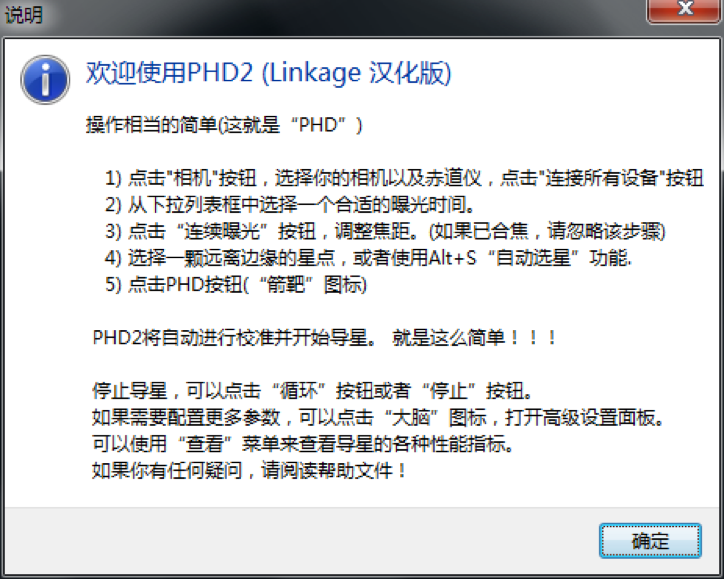 说明
欢迎使用PHD2 (Linkage 汉化版)
操作相当的简单(这就是“PHD”)
1) 点击"相机"按钮，选择你的相机以及赤道仪，点击"连接所有设备"按钮
2) 从下拉列表框中选择一个合适的曝光时间。
3) 点击“连续曝光”按钮，调整焦距。(如果已合焦，请忽略该步骤)
4) 选择一颗远离边缘的星点，或者使用Alt+S“自动选星”功能.
5) 点击PHD按钮(“箭靶”图标)
PHD2将自动进行校准并开始导星。 就是这么简单！！！
停止导星，可以点击“循环”按钮或者“停止”按钮。
如果需要配置更多参数，可以点击“大脑”图标，打开高级设置面板。
可以使用“查看”菜单来查看导星的各种性能指标。
如果你有任何疑问，请阅读帮助文件！
确定